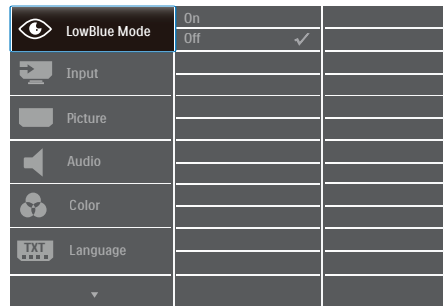 LowBlue Mode
On
Off
Input
Picture
Audio
Color
TXT
Language